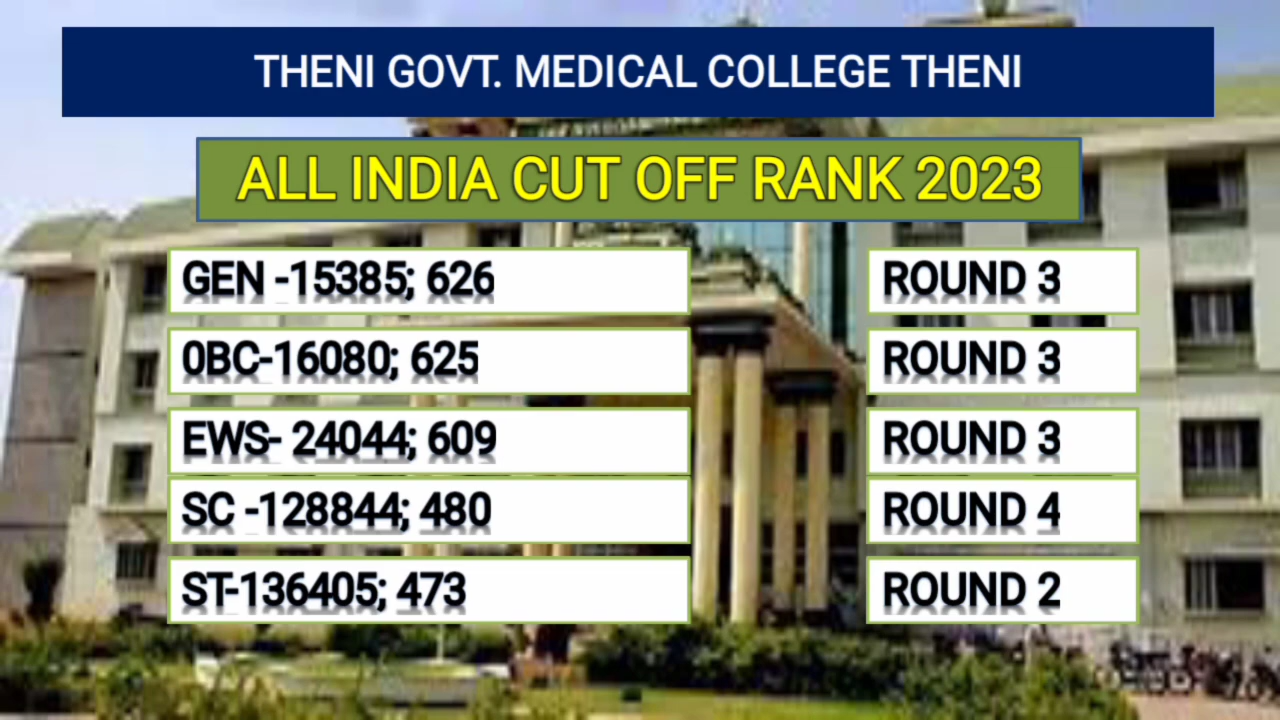 THENI GOVT. MEDICAL COLLEGE THENI
ALL INDIA CUT OFF RANK 2023
GEN -15385; 626 ROUND 3
0BC-16080; 625 ROUND 3
EWS- 24044; 609 ROUND 3
SC -128844; 480 ROUND 4
ST-136405; 473 ROUND 2